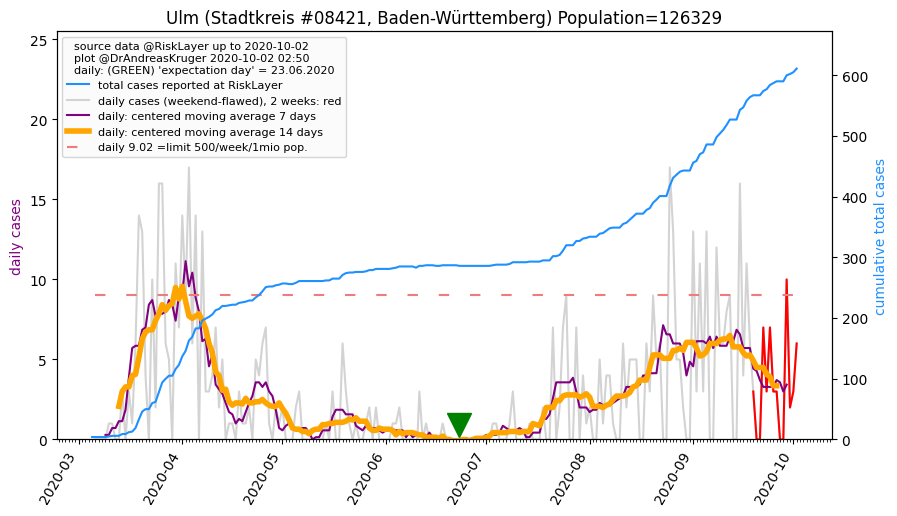 Ulm (Stadtkreis #08421, Baden-Württemberg) Population=126329
source data @RiskLayer up to 2020-10-02
plot @DrAndreasKruger 2020-10-02 02:50
daily: (GREEN) 'expectation day' = 23.06.2020
total cases reported at RiskLayer
daily cases (weekend-flawed), 2 weeks: red
daily: centered moving average 7 days
daily: centered moving average 14 days
daily 9.02 =limit 500/week/1mio pop.
daily cases
25
20
15
10
5
0
cumulative total cases
600
500
400
300
200
100
0
2020-03
2020-04
2020-05
2020-06
2020-07
2020-08
2020-09
2020-10